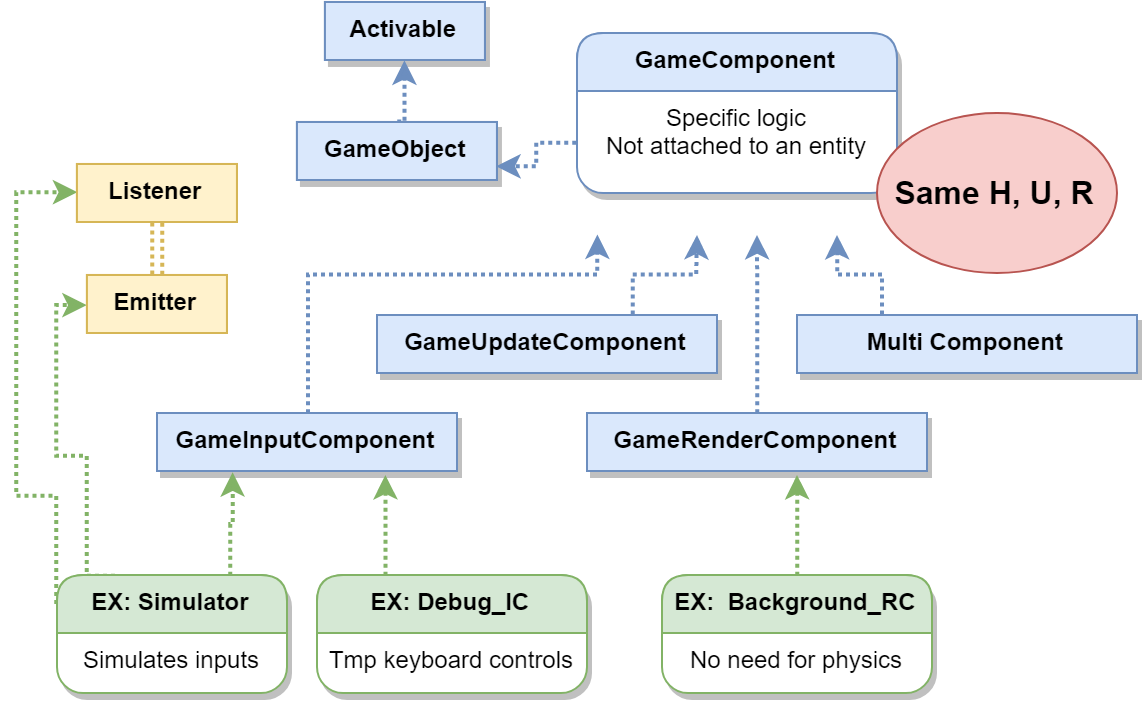 Activable
GameComponent
Specific logic
Not attached to an entity
GameObject
Same H, U, R
Listener
Emitter
GameUpdateComponent
Multi Component
GameInputComponent
GameRenderComponent
EX: Simulator
Simulates inputs
EX: Debug_IC
Tmp keyboard controls
EX:  Background_RC
No need for physics